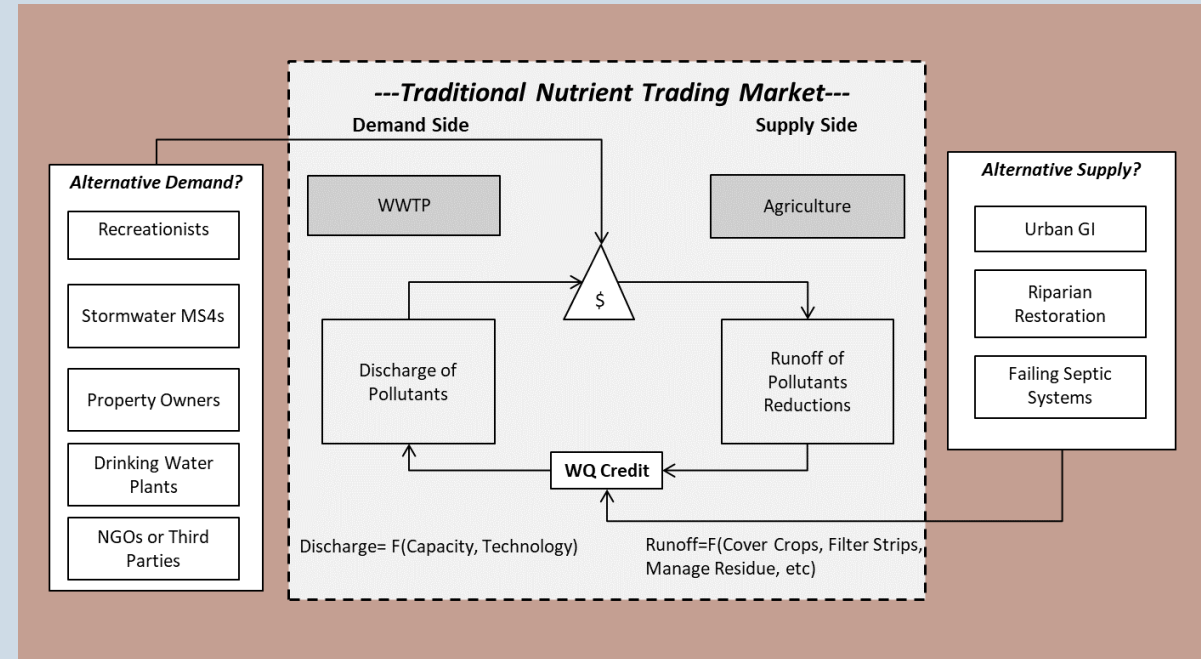 ---Traditional Nutrient Trading Market---
Demand Side
Supply Side
Alternative Demand?
Recreationists
Stormwater MS4s
Property Owners
Drinking Water
Plants
NGOs or Third
Parties
WWTP
Agriculture
$
Discharge of
Pollutants
Runoff of
Pollutants
Reductions
WQ Credit
Discharge= F(Capacity, Technology)
Runoff=F(Cover Crops, Filter Strips,
Manage Residue, etc)
Alternative Supply?
Urban GI
Riparian
Restoration
Failing Septic
Systems